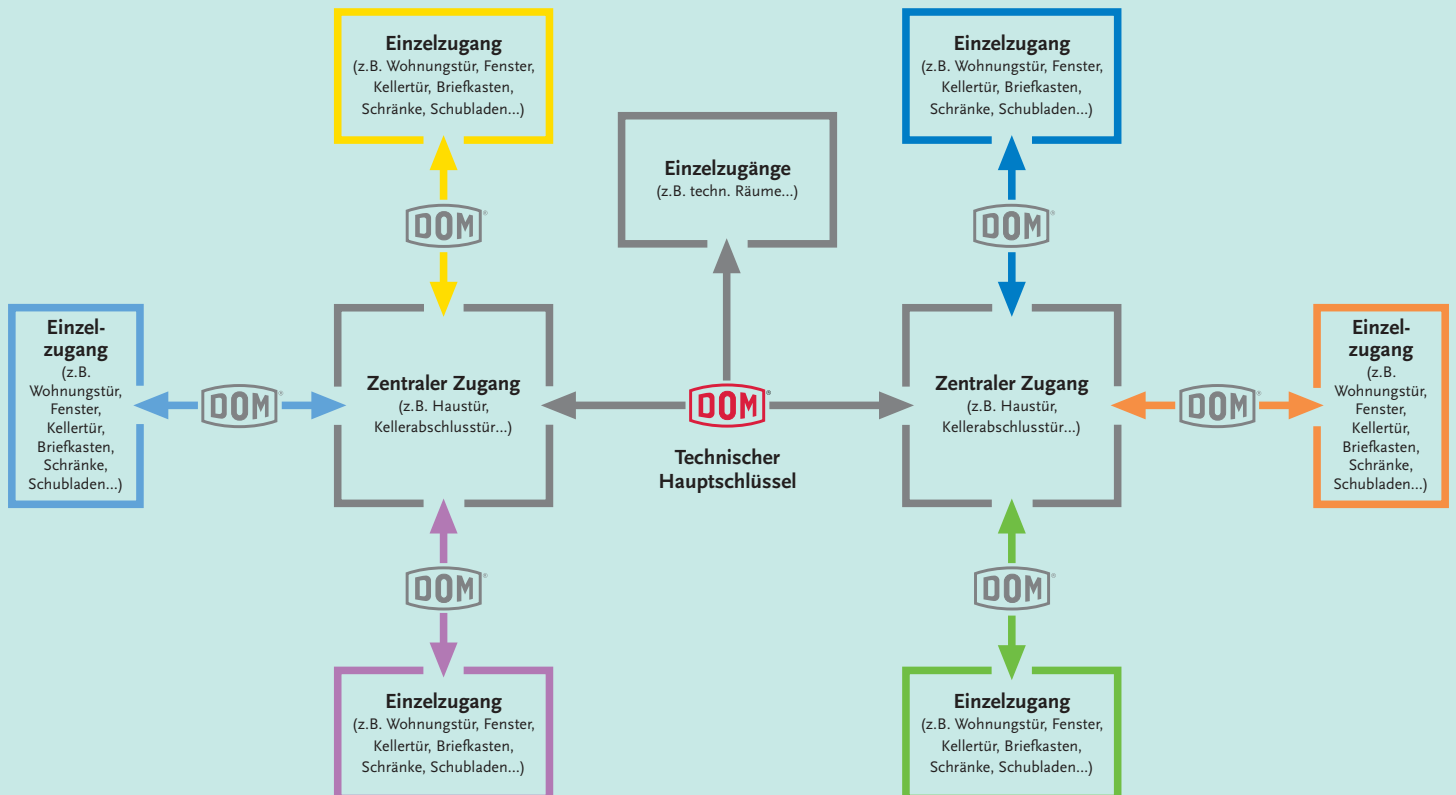 Einzelzugang
(z.B. Wohnungstür, Fenster,
Kellertür, Briefkasten,
Schränke, Schubladen...)
Einzelzugang
(z.B. Wohnungstür, Fenster,
Kellertür, Briefkasten,
Schränke, Schubladen...)
Einzelzugänge
(z.B. techn. Räume...)
DOM®
DOM®
Einzel-
zugang
(z.B.
Wohnungstür,
Fenster,
Kellertür,
Briefkasten,
Schränke,
Schubladen...)
DOM®
Zentraler Zugang
(z.B. Haustür,
Kellerabschlusstür...)
DOM®
Technischer
Hauptschlüssel
Zentraler Zugang
(z.B. Haustür,
Kellerabschlusstür...)
DOM®
Einzel-
zugang
(z.B.
Wohnungstür,
Fenster,
Kellertür,
Briefkasten,
Schränke,
Schubladen...)
DOM®
DOM®
Einzelzugang
(z.B. Wohnungstür, Fenster,
Kellertür, Briefkasten,
Schränke, Schubladen...)
Einzelzugang
(z.B. Wohnungstür, Fenster,
Kellertür, Briefkasten,
Schränke, Schubladen...)